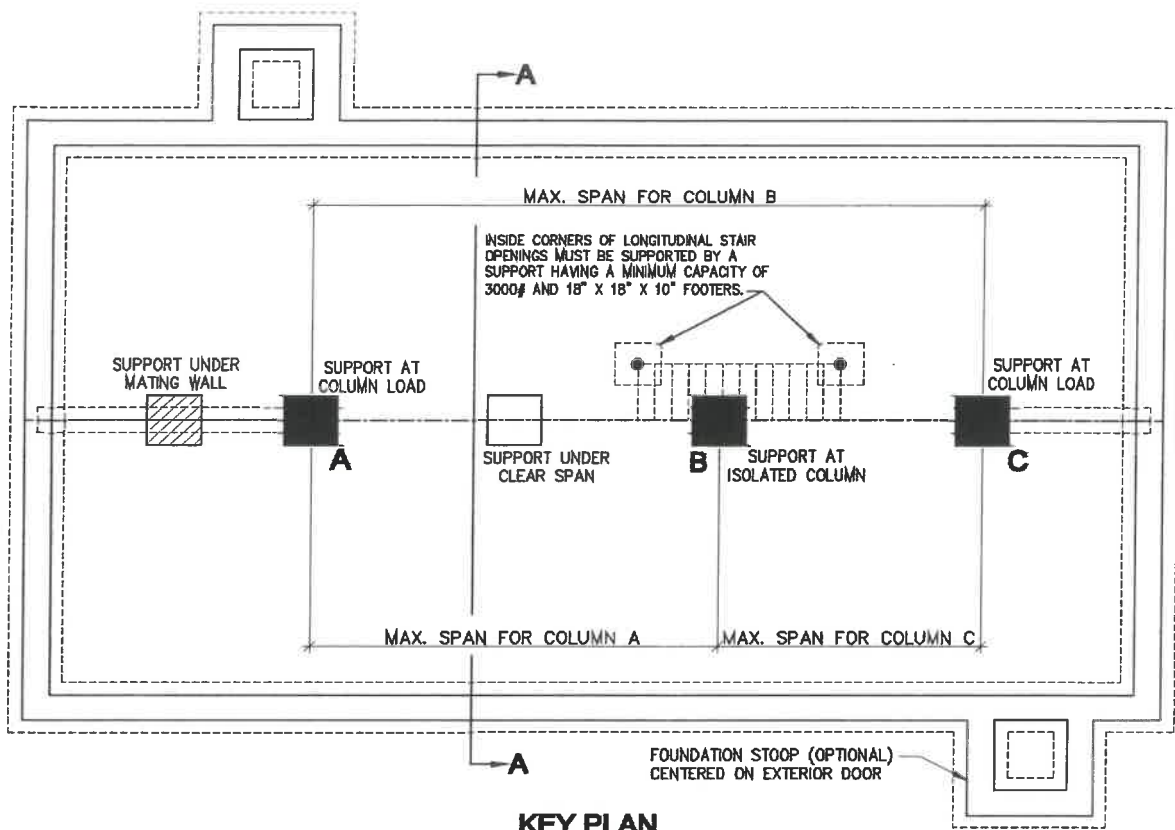 A
MAX. SPAN FOR COLUMN B
INSIDE CORNERS OF LONGITUDINAL STAIR
OPENINGS MUST BE SUPPORTED BY A
SUPPORT HAVING A MINIMUM CAPACITY OF
3000# AND 18" X 18" X 10" FOOTERS.
SUPPORT UNDER
MATING WALL
SUPPORT AT
COLUMN LOAD
SUPPORT AT
COLUMN LOAD
A
SUPPORT UNDER
CLEAR SPAN
B
SUPPORT AT
ISOLATED COLUMN
C
MAX. SPAN FOR COLUMN A
MAX. SPAN FOR COLUMN C
A
FOUNDATION STOOP (OPTIONAL)
CENTERED ON EXTERIOR DOOR
KEY PLAN